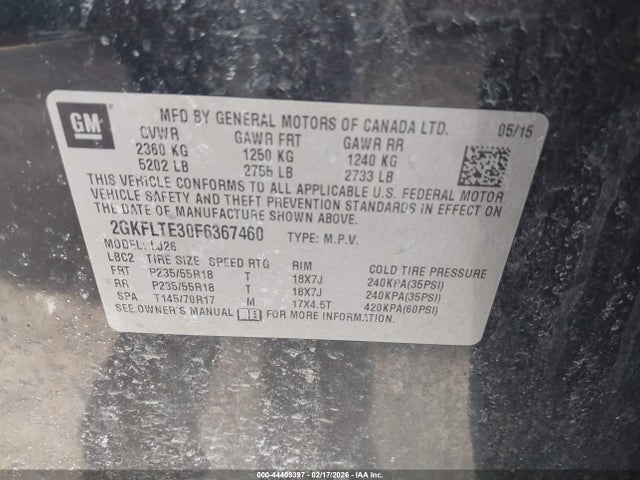 GM
MFD BY GENERAL MOTORS OF CANADA LTD. 05/15
GVWR GAWR FRT GAWR RR
2360 KG 1250 KG 1240 KG
5202 LB 2755 LB 2733 LB
THIS VEHICLE CONFORMS TO ALL APPLICABLE U.S. FEDERAL MOTOR
VEHICLE SAFETY AND THEFT PREVENTION STANDARDS IN EFFECT ON
THE DATE OF MANUFACTURE SHOWN ABOVE.
2GKFLTE30F6367460 TYPE: M.P.V.
MODEL: LJ26
LBC2 TIRE SIZE SPEED RTG RIM COLD TIRE PRESSURE
FRT P235/55R18 T 18X7J 240KPA(35PSI)
RR P235/55R18 T 18X7J 240KPA(35PSI)
SPA T145/70R17 M 17X4.5T 420KPA(60PSI)
SEE OWNER'S MANUAL FOR MORE INFORMATION.
000-44409397 - 02/17/2026 - IAAI.COM